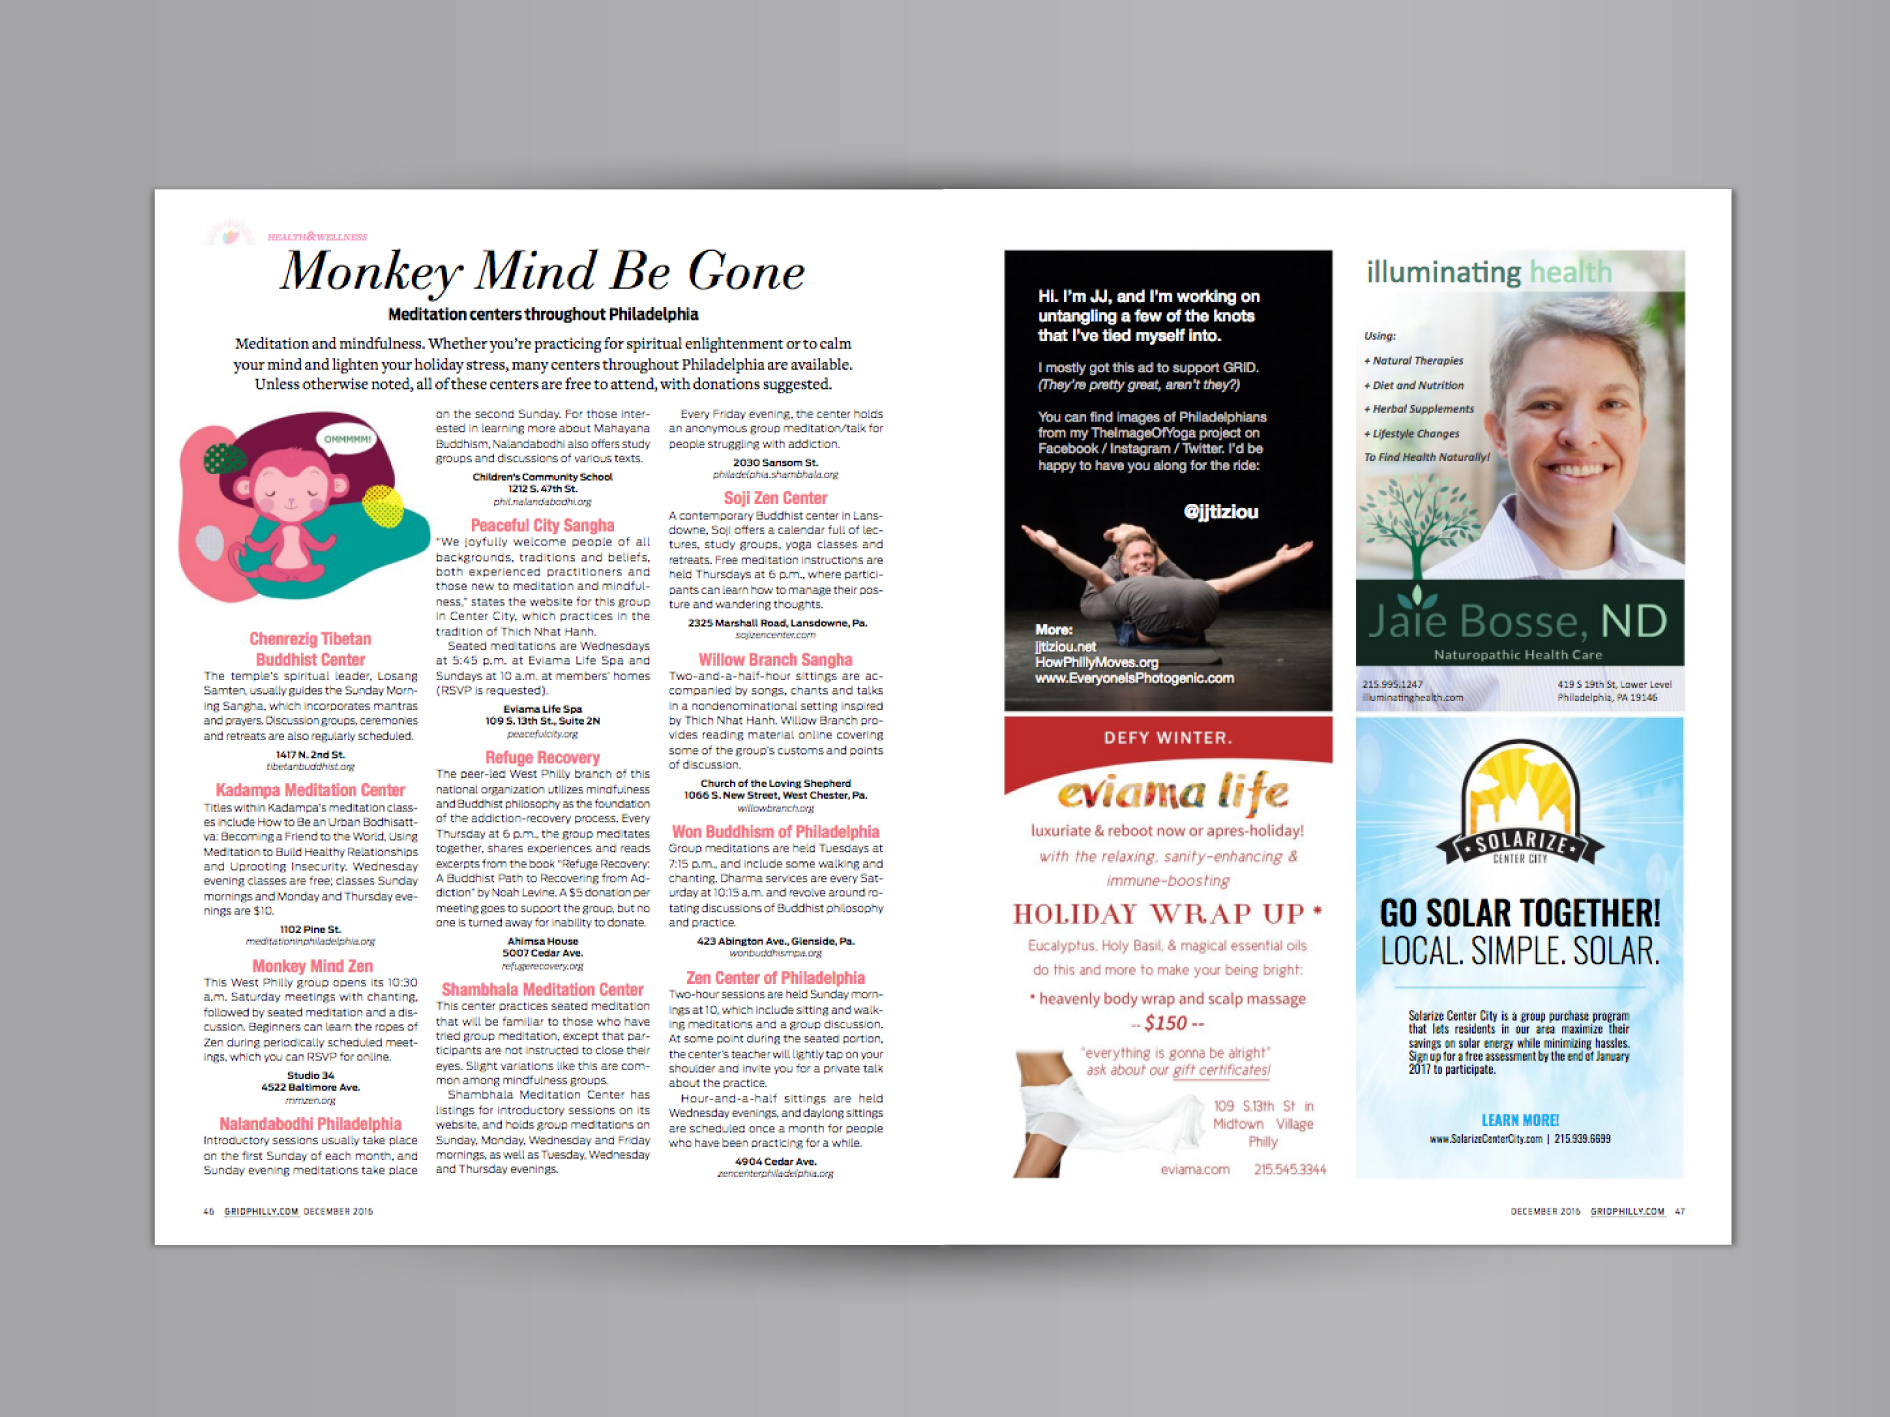 HEALTH&WELLNESS
Monkey Mind Be Gone
Meditation centers throughout Philadelphia
Meditation and mindfulness. Whether you're practicing for spiritual enlightenment or to calm
your mind and lighten your holiday stress, many centers throughout Philadelphia are available.
Unless otherwise noted, all of these centers are free to attend, with donations suggested.
OMMMMM!
Chenrezig Tibetan
Buddhist Center
The temple's spiritual leader, Losang
Samten, usually guides the Sunday Morn-
ing Sangha, which incorporates mantras
and prayers. Discussion groups, ceremonies
and retreats are also regularly scheduled.
1417 N. 2nd St.
tibetanbuddhist.org
Kadampa Meditation Center
Titles within Kadampa's meditation class-
es include How to Be an Urban Bodhisatt-
va: Becoming a Friend to the World, Using
Meditation to Build Healthy Relationships
and Uprooting Insecurity. Wednesday
evening classes are free; classes Sunday
mornings and Monday and Thursday eve-
nings are $10.
1102 Pine St.
meditationinphiladelphia.org
Monkey Mind Zen
This West Philly group opens its 10:30
a.m. Saturday meetings with chanting,
followed by seated meditation and a dis-
cussion. Beginners can learn the ropes of
Zen during periodically scheduled meet-
ings, which you can RSVP for online.
Studio 34
4522 Baltimore Ave.
mmzen.org
Nalandabodhi Philadelphia
Introductory sessions usually take place
on the first Sunday of each month, and
Sunday evening meditations take place
on the second Sunday. For those inter-
ested in learning more about Mahayana
Buddhism, Nalandabodhi also offers study
groups and discussions of various texts.
Children's Community School
1212 S. 47th St.
phil.nalandabodhi.org
Peaceful City Sangha
"We joyfully welcome people of all
backgrounds, traditions and beliefs,
both experienced practitioners and
those new to meditation and mindful-
ness," states the website for this group
in Center City, which practices in the
tradition of Thich Nhat Hanh.
Seated meditations are Wednesdays
at 5:45 p.m. at Eviama Life Spa and
Sundays at 10 a.m. at members' homes
(RSVP is requested).
Eviama Life Spa
109 S. 13th St., Suite 2N
peacefulcity.org
Refuge Recovery
The peer-led West Philly branch of this
national organization utilizes mindfulness
and Buddhist philosophy as the foundation
of the addiction-recovery process. Every
Thursday at 6 p.m., the group meditates
together, shares experiences and reads
excerpts from the book "Refuge Recovery:
A Buddhist Path to Recovering from Ad-
diction" by Noah Levine. A $5 donation per
meeting goes to support the group, but no
one is turned away for inability to donate.
Ahimsa House
5007 Cedar Ave.
refugerecovery.org
Shambhala Meditation Center
This center practices seated meditation
that will be familiar to those who have
tried group meditation, except that par-
ticipants are not instructed to close their
eyes. Slight variations like this are com-
mon among mindfulness groups.
Shambhala Meditation Center has
listings for introductory sessions on its
website, and holds group meditations on
Sunday, Monday, Wednesday and Friday
mornings, as well as Tuesday, Wednesday
and Thursday evenings.
Every Friday evening, the center holds
an anonymous group meditation/talk for
people struggling with addiction.
2030 Sansom St.
philadelphia.shambhala.org
Soji Zen Center
A contemporary Buddhist center in Lans-
downe, Soji offers a calendar full of lec-
tures, study groups, yoga classes and
retreats. Free meditation instructions are
held Thursdays at 6 p.m., where partici-
pants can learn how to manage their pos-
ture and wandering thoughts.
2325 Marshall Road, Lansdowne, Pa.
sojizencenter.com
Willow Branch Sangha
Two-and-a-half-hour sittings are ac-
companied by songs, chants and talks
in a nondenominational setting inspired
by Thich Nhat Hanh. Willow Branch pro-
vides reading material online covering
some of the group's customs and points
of discussion.
Church of the Loving Shepherd
1066 S. New Street, West Chester, Pa.
willowbranch.org
Won Buddhism of Philadelphia
Group meditations are held Tuesdays at
7:15 p.m., and include some walking and
chanting. Dharma services are every Sat-
urday at 10:15 a.m. and revolve around ro-
tating discussions of Buddhist philosophy
and practice.
423 Abington Ave., Glenside, Pa.
wonbuddhismpa.org
Zen Center of Philadelphia
Two-hour sessions are held Sunday morn-
ings at 10, which include sitting and walk-
ing meditations and a group discussion.
At some point during the seated portion,
the center's teacher will lightly tap on your
shoulder and invite you for a private talk
about the practice.
Hour-and-a-half sittings are held
Wednesday evenings, and daylong sittings
are scheduled once a month for people
who have been practicing for a while.
4904 Cedar Ave.
zencenterphiladelphia.org
46 GRIDPHILLY.COM DECEMBER 2016
Hi. I'm JJ, and I'm working on
untangling a few of the knots
that I've tied myself into.
I mostly got this ad to support GRID.
(They're pretty great, aren't they?)
You can find images of Philadelphians
from my TheImageOfYoga project on
Facebook / Instagram / Twitter. I'd be
happy to have you along for the ride:
@jjtiziou
More:
jjtiziou.net
HowPhillyMoves.org
www.EveryoneIsPhotogenic.com
illuminating health
Using:
+ Natural Therapies
+ Diet and Nutrition
+ Herbal Supplements
+ Lifestyle Changes
To Find Health Naturally!
Jaie Bosse, ND
Naturopathic Health Care
215.995.1247
illuminatinghealth.com
419 S 19th St, Lower Level
Philadelphia, PA 19146
DEFY WINTER.
eviama life
luxuriate & reboot now or apres-holiday!
with the relaxing, sanity-enhancing &
immune-boosting
HOLIDAY WRAP UP *
Eucalyptus, Holy Basil, & magical essential oils
do this and more to make your being bright:
* heavenly body wrap and scalp massage
-- $150 --
"everything is gonna be alright"
ask about our gift certificates!
109 S.13th St in
Midtown Village
Philly
eviama.com 215.545.3344
SOLARIZE
CENTER CITY
GO SOLAR TOGETHER!
LOCAL. SIMPLE. SOLAR.
Solarize Center City is a group purchase program
that lets residents in our area maximize their
savings on solar energy while minimizing hassles.
Sign up for a free assessment by the end of January
2017 to participate.
LEARN MORE!
www.SolarizeCenterCity.com | 215.939.6699
DECEMBER 2016 GRIDPHILLY.COM 47